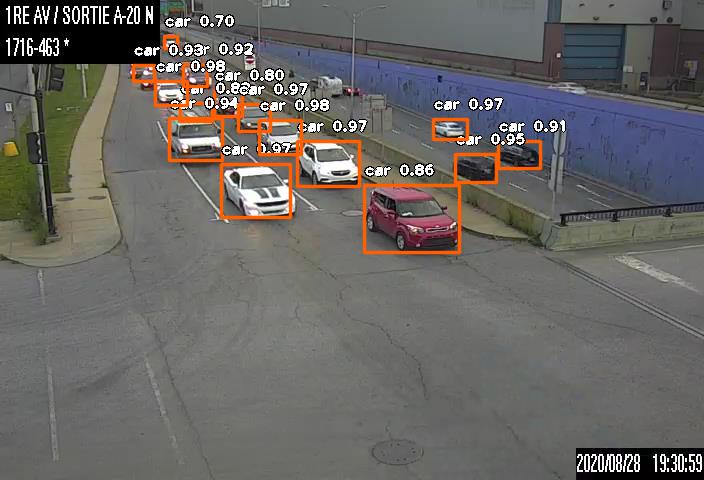 1RE AV / SORTIE A-20 N
1716-463 *
car 0.70
car 0.93
car 0.92
car 0.98
car 0.80
car 0.97
car 0.94
car 0.98
car 0.97
car 0.97
car 0.86
car 0.97
car 0.95
car 0.91
2020/08/28 19:30:59